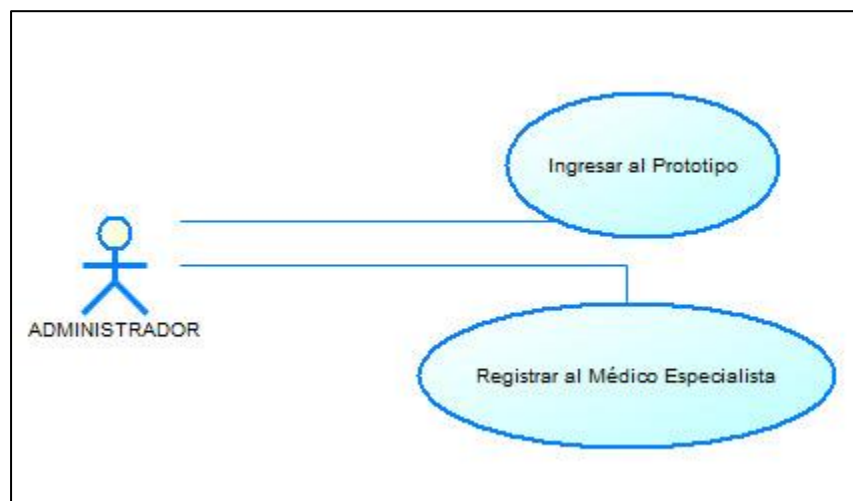 Ingresar al Prototipo
ADMINISTRADOR
Registrar al Médico Especialista